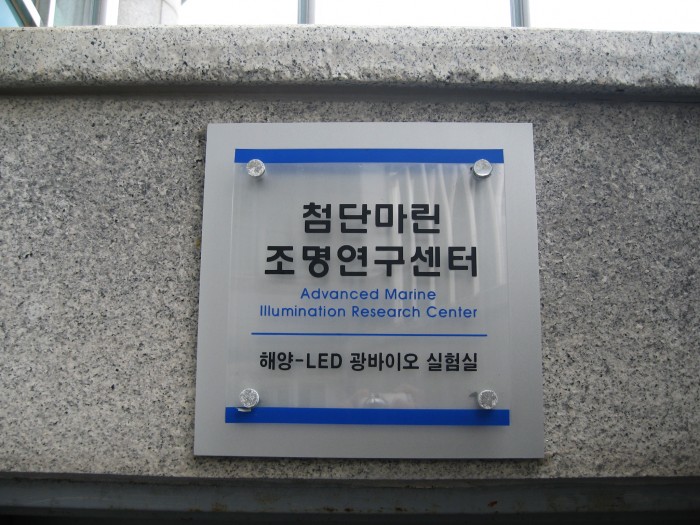 첨단마린
조명연구센터
Advanced Marine
Illumination Research Center
해양-LED 광바이오 실험실